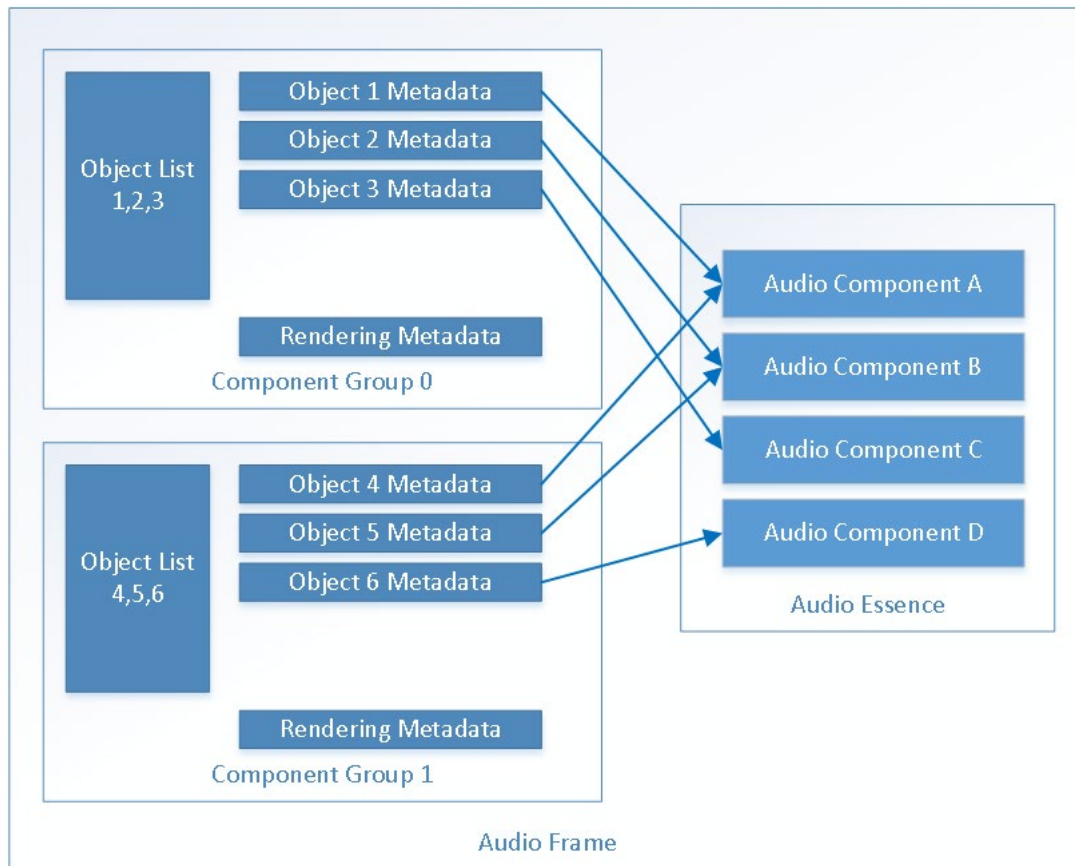 Object List
1,2,3
Object 1 Metadata
Object 2 Metadata
Object 3 Metadata
Rendering Metadata
Component Group 0
Object List
4,5,6
Object 4 Metadata
Object 5 Metadata
Object 6 Metadata
Rendering Metadata
Component Group 1
Audio Component A
Audio Component B
Audio Component C
Audio Component D
Audio Essence
Audio Frame